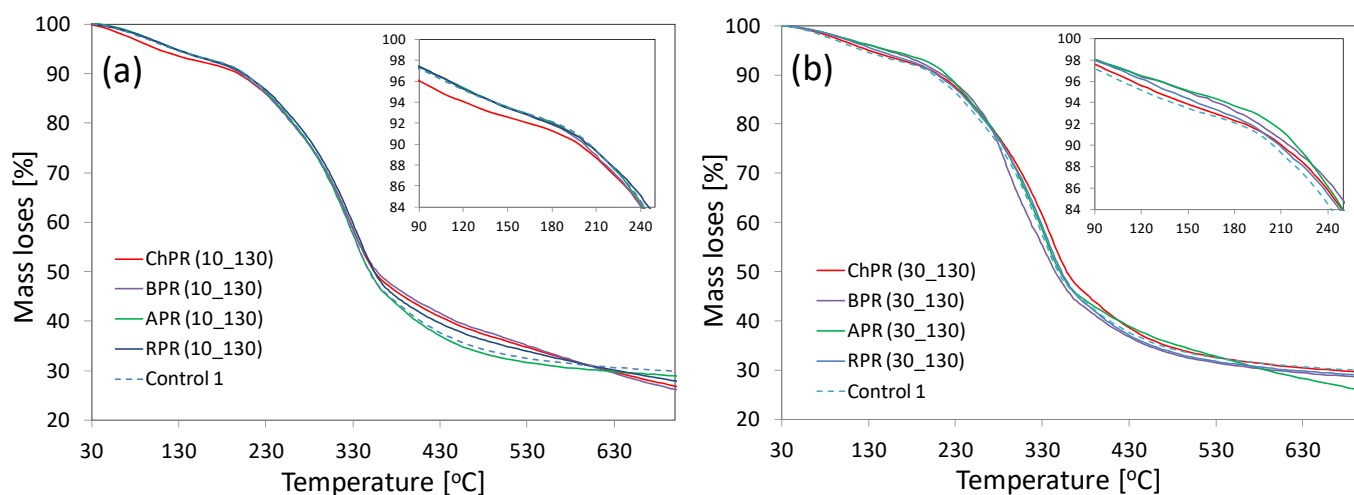 (a)
Mass loses [%]
100
90
80
70
60
50
40
30
20
30 130 230 330 430 530 630
Temperature [oC]
ChPR (10_130)
BPR (10_130)
APR (10_130)
RPR (10_130)
Control 1
100
98
96
94
92
90
88
86
84
90 120 150 180 210 240
(b)
Mass loses [%]
100
90
80
70
60
50
40
30
20
30 130 230 330 430 530 630
Temperature [oC]
ChPR (30_130)
BPR (30_130)
APR (30_130)
RPR (30_130)
Control 1
100
98
96
94
92
90
88
86
84
90 120 150 180 210 240